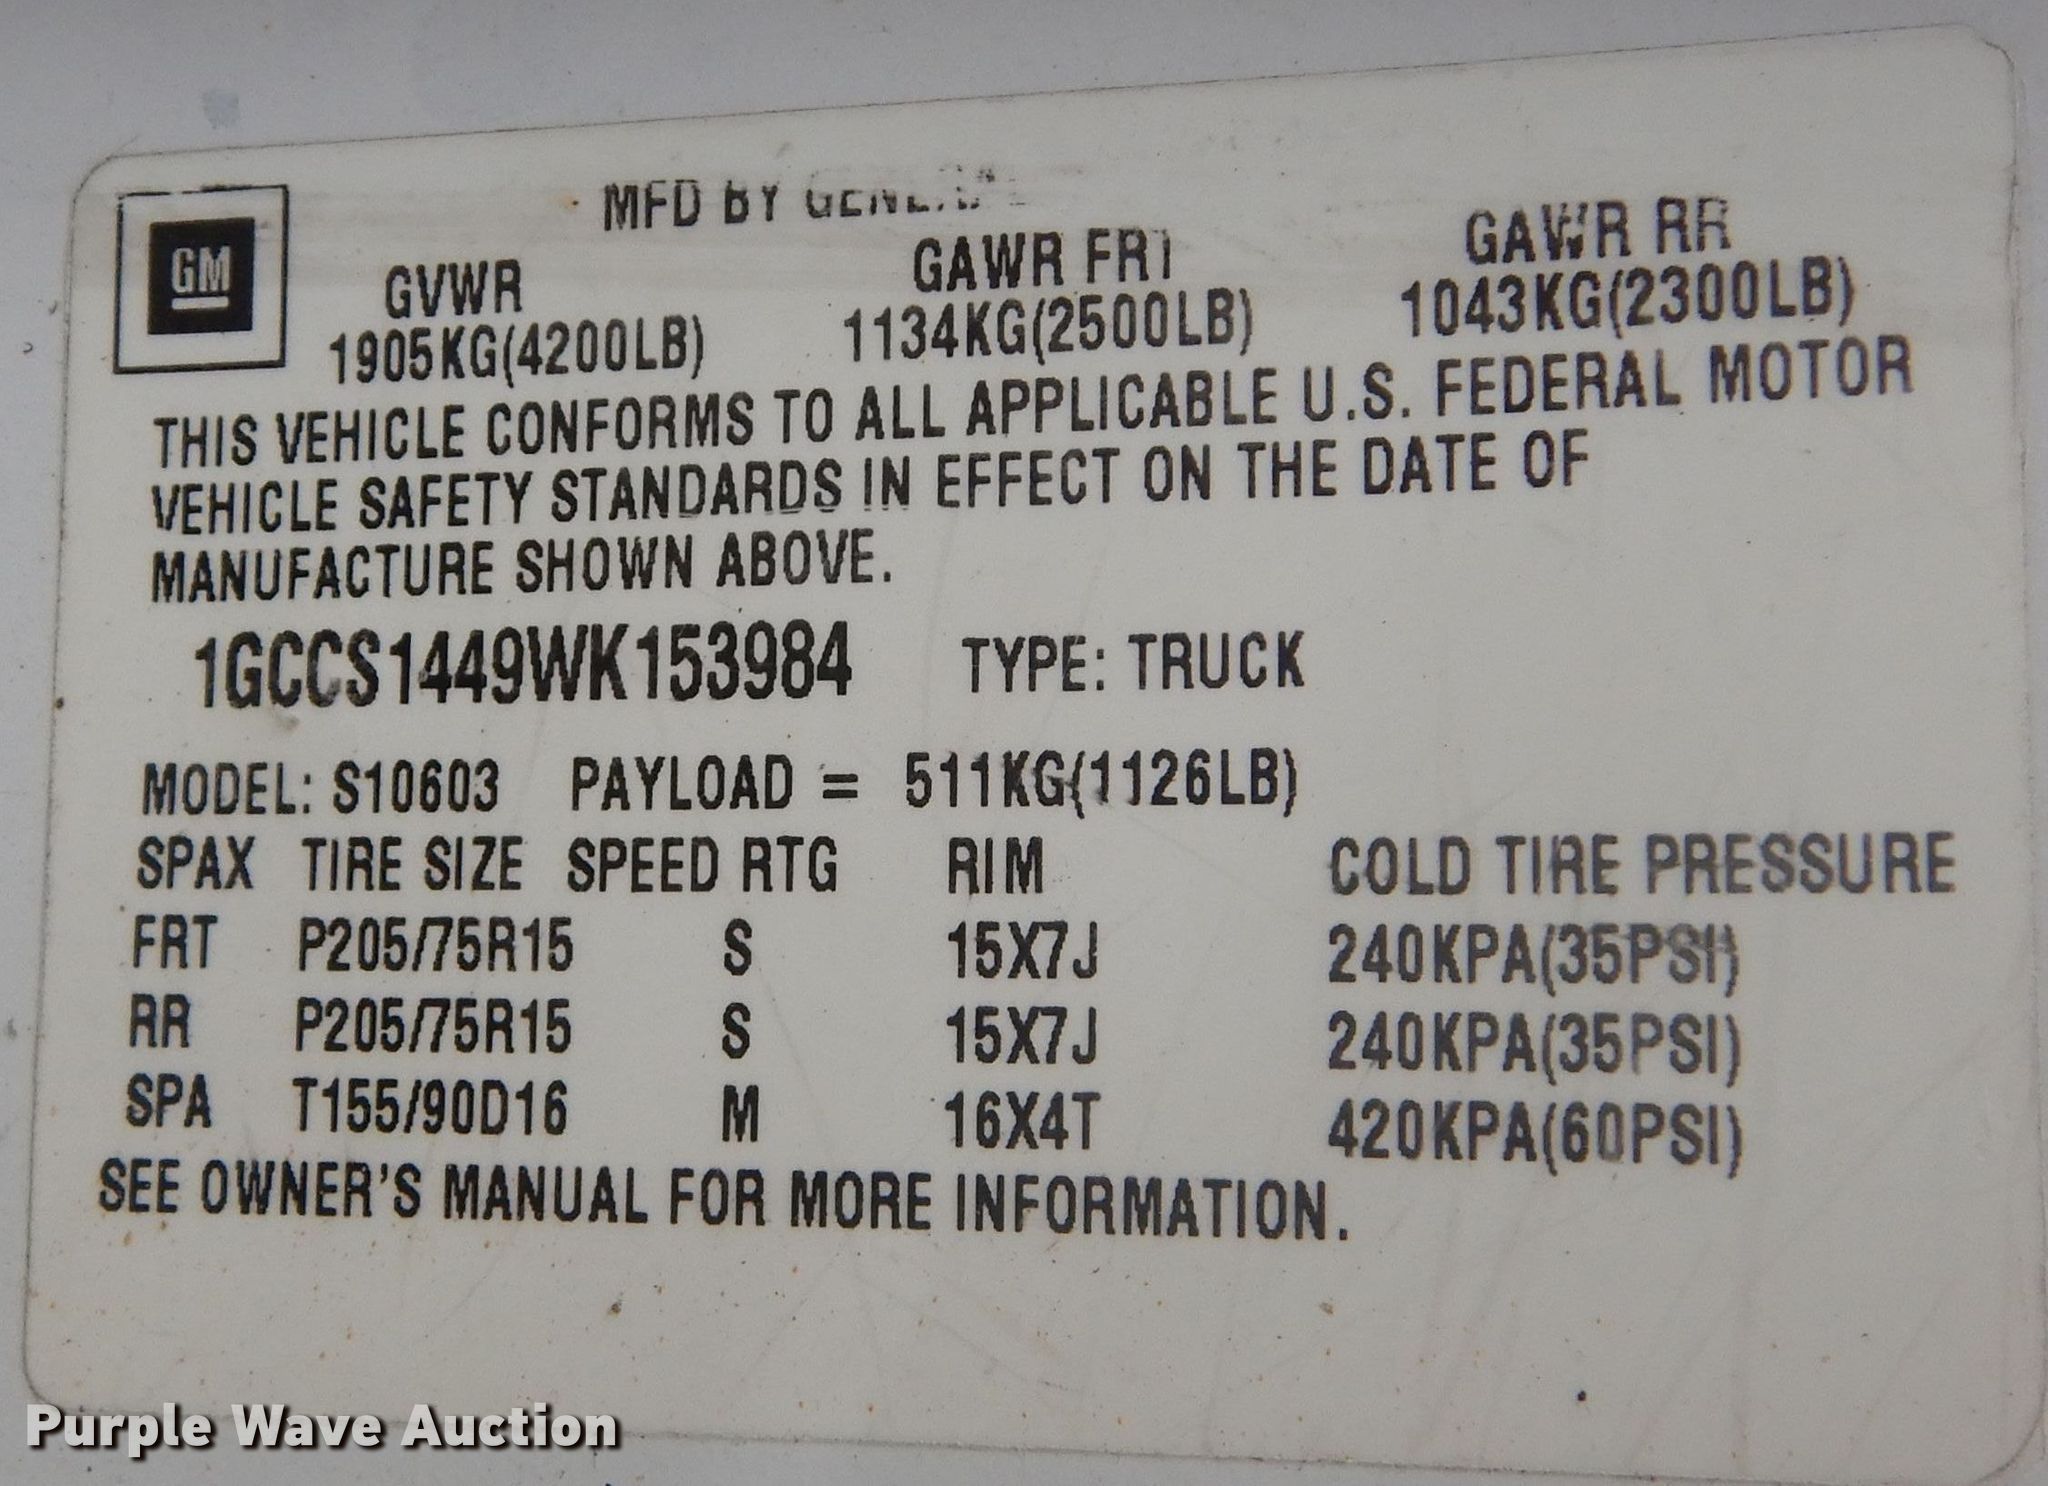 MFD BY
GM
GVWR GAWR FRT GAWR RR
1905KG(4200LB) 1134KG(2500LB) 1043KG(2300LB)
THIS VEHICLE CONFORMS TO ALL APPLICABLE U.S. FEDERAL MOTOR
VEHICLE SAFETY STANDARDS IN EFFECT ON THE DATE OF
MANUFACTURE SHOWN ABOVE.
1GCCS1449WK153984 TYPE: TRUCK
MODEL: S10603 PAYLOAD = 511KG(1126LB)
SPAX TIRE SIZE SPEED RTG RIM COLD TIRE PRESSURE
FRT P205/75R15 S 15X7J 240KPA(35PSI)
RR P205/75R15 S 15X7J 240KPA(35PSI)
SPA T155/90D16 M 16X4T 420KPA(60PSI)
SEE OWNER'S MANUAL FOR MORE INFORMATION.
Purple Wave Auction